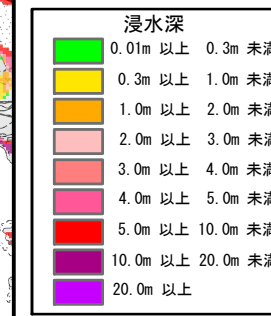 浸水深
0.01m 以上 0.3m 未満
0.3m 以上 1.0m 未満
1.0m 以上 2.0m 未満
2.0m 以上 3.0m 未満
3.0m 以上 4.0m 未満
4.0m 以上 5.0m 未満
5.0m 以上 10.0m 未満
10.0m 以上 20.0m 未満
20.0m 以上